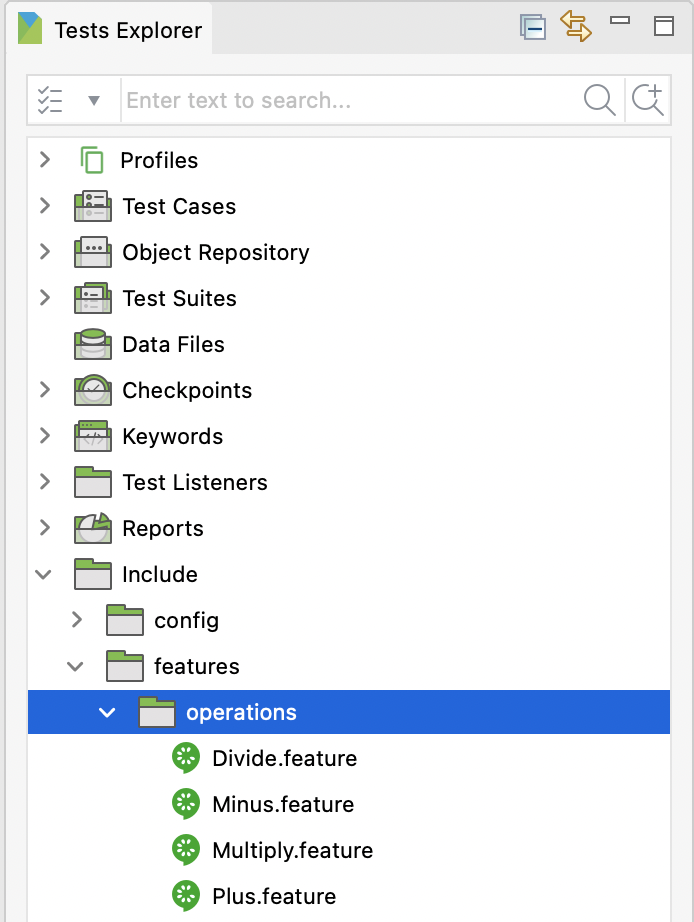 Tests Explorer
Enter text to search...
Profiles
Test Cases
Object Repository
Test Suites
Data Files
Checkpoints
Keywords
Test Listeners
Reports
Include
config
features
operations
Divide.feature
Minus.feature
Multiply.feature
Plus.feature